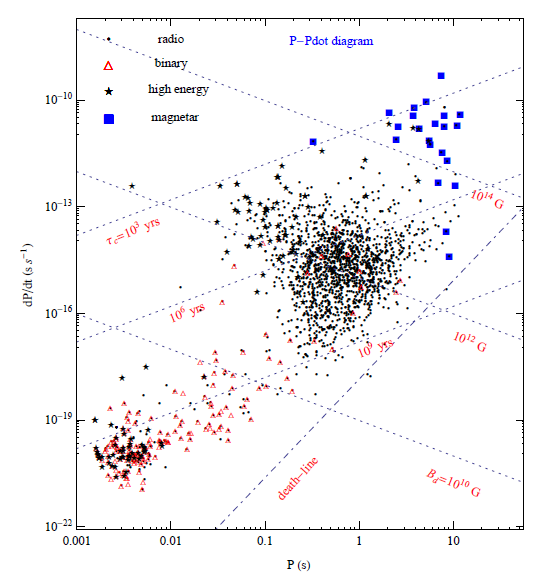 P−Pdot diagram
radio
binary
high energy
magnetar
10^−10
10^−13
10^−16
10^−19
10^−22
dP/dt (s s^−1)
τ_c=10^3 yrs
10^6 yrs
10^9 yrs
10^14 G
10^12 G
B_d=10^10 G
death−line
0.001
0.01
0.1
1
10
P (s)